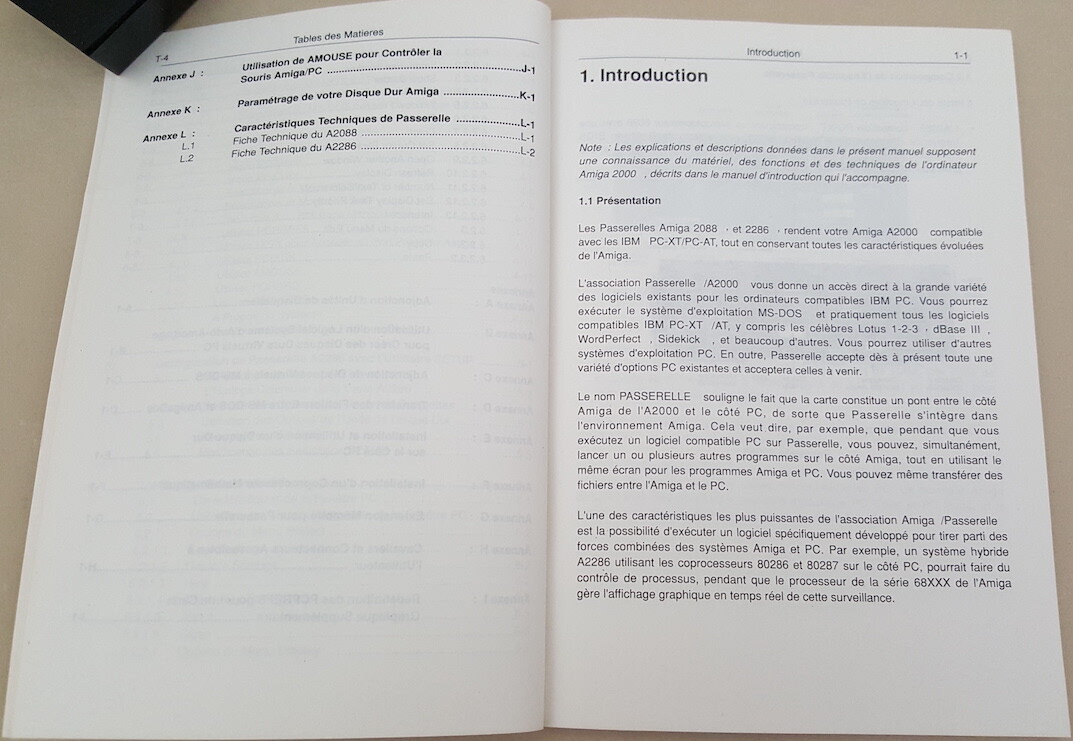 Tables des Matieres
T-4
Annexe J : Utilisation de AMOUSE pour Contrôler la
Souris Amiga/PC ..........J-1
Annexe K : Paramétrage de votre Disque Dur Amiga ..........K-1
Annexe L : Caractéristiques Techniques de Passerelle ..........L-1
L.1 Fiche Technique du A2088 ..........L-1
L.2 Fiche Technique du A2286 ..........L-2
Introduction 1-1
1. Introduction
Note : Les explications et descriptions données dans le présent manuel supposent
une connaissance du matériel, des fonctions et des techniques de l'ordinateur
Amiga 2000 , décrits dans le manuel d'introduction qui l'accompagne.
1.1 Présentation
Les Passerelles Amiga 2088 , et 2286 , rendent votre Amiga A2000 compatible
avec les IBM PC-XT/PC-AT, tout en conservant toutes les caractéristiques évoluées
de l'Amiga.
L'association Passerelle /A2000 vous donne un accès direct à la grande variété
des logiciels existants pour les ordinateurs compatibles IBM PC. Vous pourrez
exécuter le système d'exploitation MS-DOS et pratiquement tous les logiciels
compatibles IBM PC-XT /AT, y compris les célèbres Lotus 1-2-3 , dBase III ,
WordPerfect , Sidekick , et beaucoup d'autres. Vous pourrez utiliser d'autres
systèmes d'exploitation PC. En outre, Passerelle accepte dès à présent toute une
variété d'options PC existantes et acceptera celles à venir.
Le nom PASSERELLE souligne le fait que la carte constitue un pont entre le côté
Amiga de l'A2000 et le côté PC, de sorte que Passerelle s'intègre dans
l'environnement Amiga. Cela veut dire, par exemple, que pendant que vous
exécutez un logiciel compatible PC sur Passerelle, vous pouvez, simultanément,
lancer un ou plusieurs autres programmes sur le côté Amiga, tout en utilisant le
même écran pour les programmes Amiga et PC. Vous pouvez même transférer des
fichiers entre l'Amiga et le PC.
L'une des caractéristiques les plus puissantes de l'association Amiga /Passerelle
est la possibilité d'exécuter un logiciel spécifiquement développé pour tirer parti des
forces combinées des systèmes Amiga et PC. Par exemple, un système hybride
A2286 utilisant les coprocesseurs 80286 et 80287 sur le côté PC, pourrait faire du
contrôle de processus, pendant que le processeur de la série 68XXX de l'Amiga
gère l'affichage graphique en temps réel de cette surveillance.